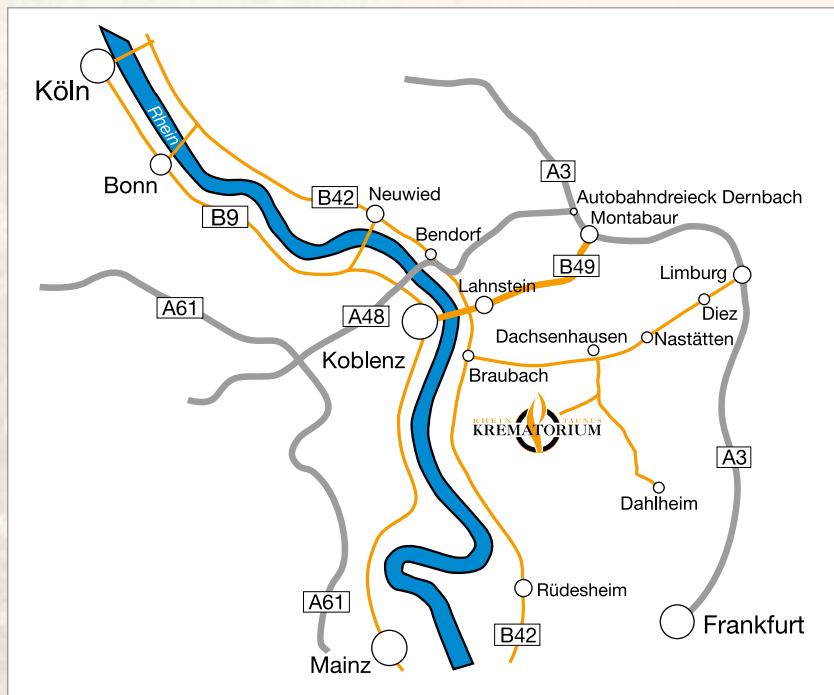 Köln
Rhein
Bonn
B9
B42
Neuwied
Bendorf
A3
Autobahndreieck Dernbach
Montabaur
B49
Limburg
Diez
Nastätten
Dachsenhausen
Lahnstein
A61
A48
Koblenz
Braubach
RHEIN TAUNUS
KREMATORIUM
A3
Dahlheim
A61
Rüdesheim
B42
Mainz
Frankfurt